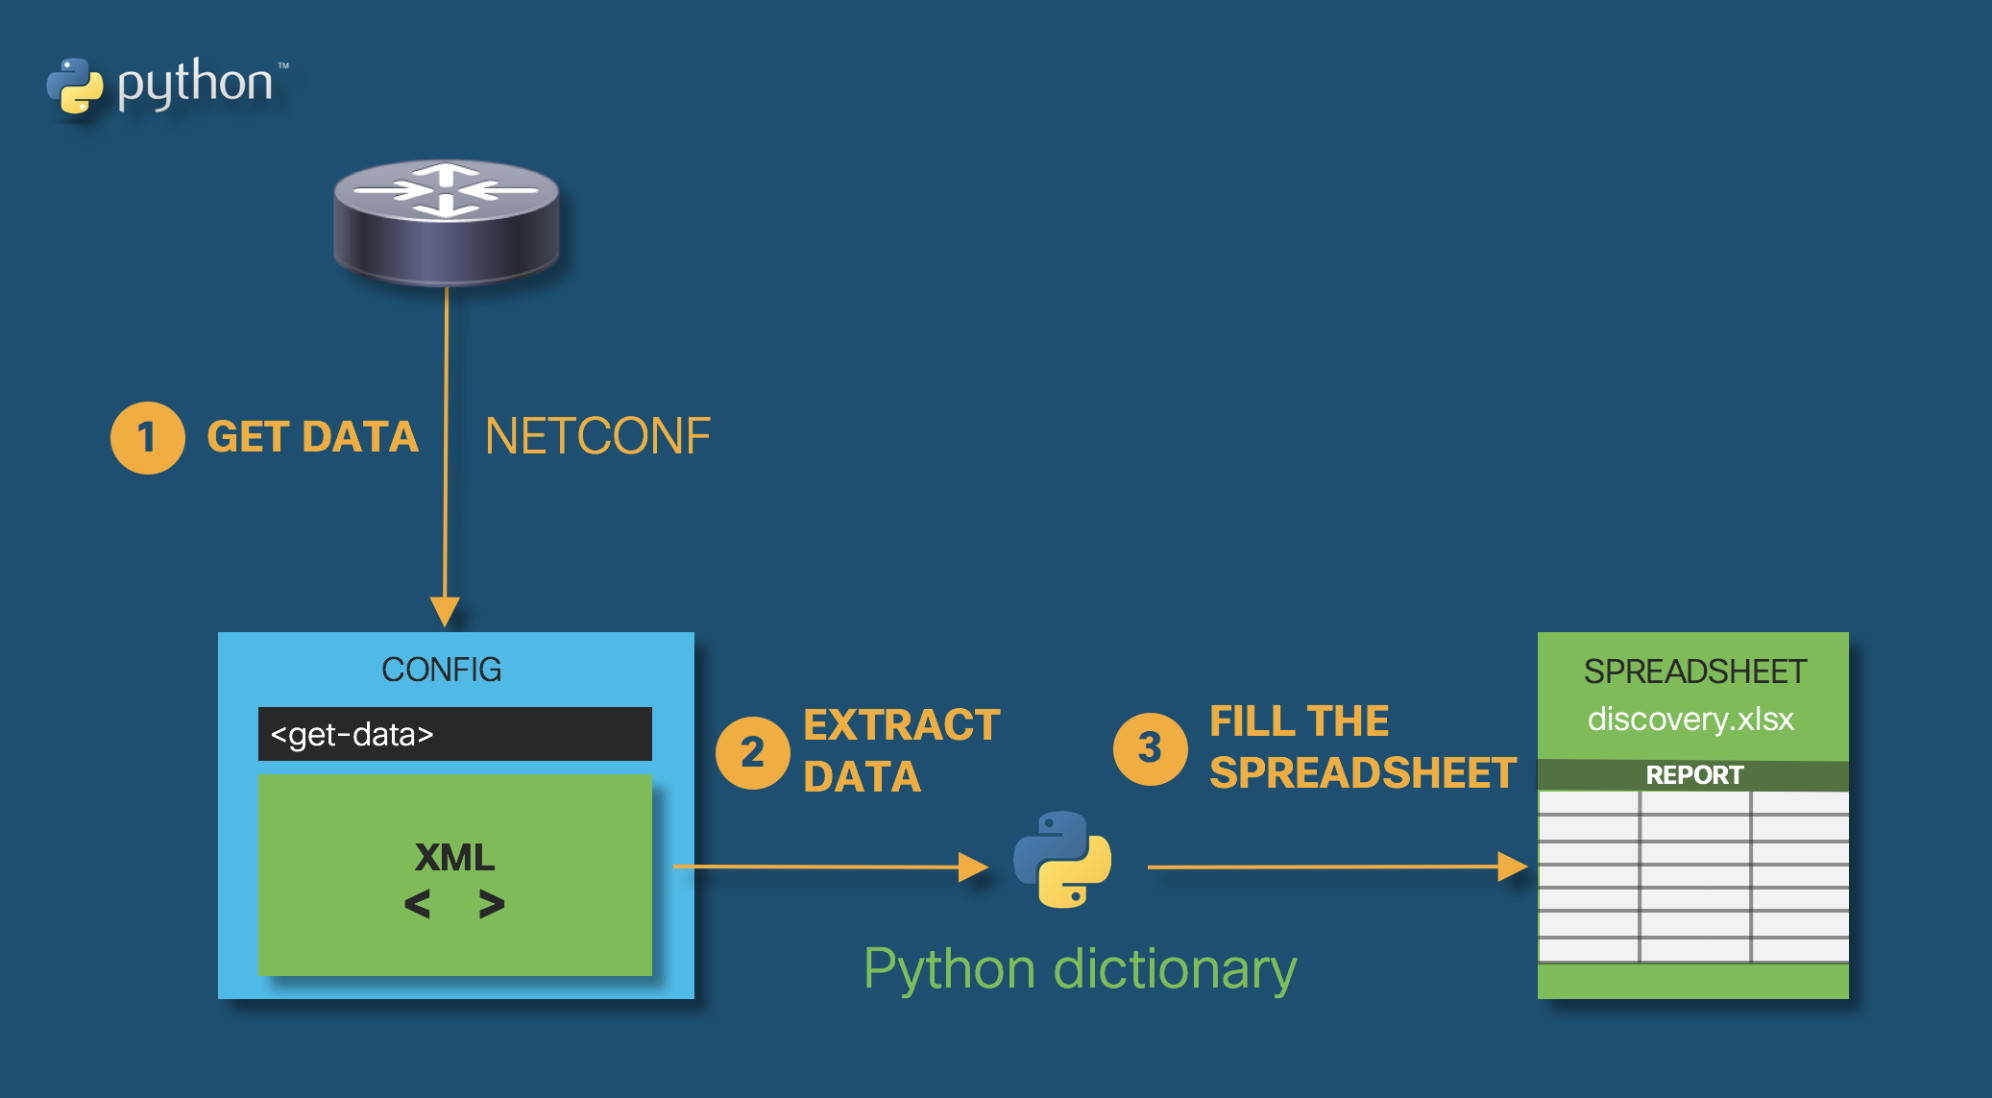 python™
1
GET DATA
NETCONF
CONFIG
<get-data>
XML
< >
2
EXTRACT
DATA
Python dictionary
3
FILL THE
SPREADSHEET
SPREADSHEET
discovery.xlsx
REPORT